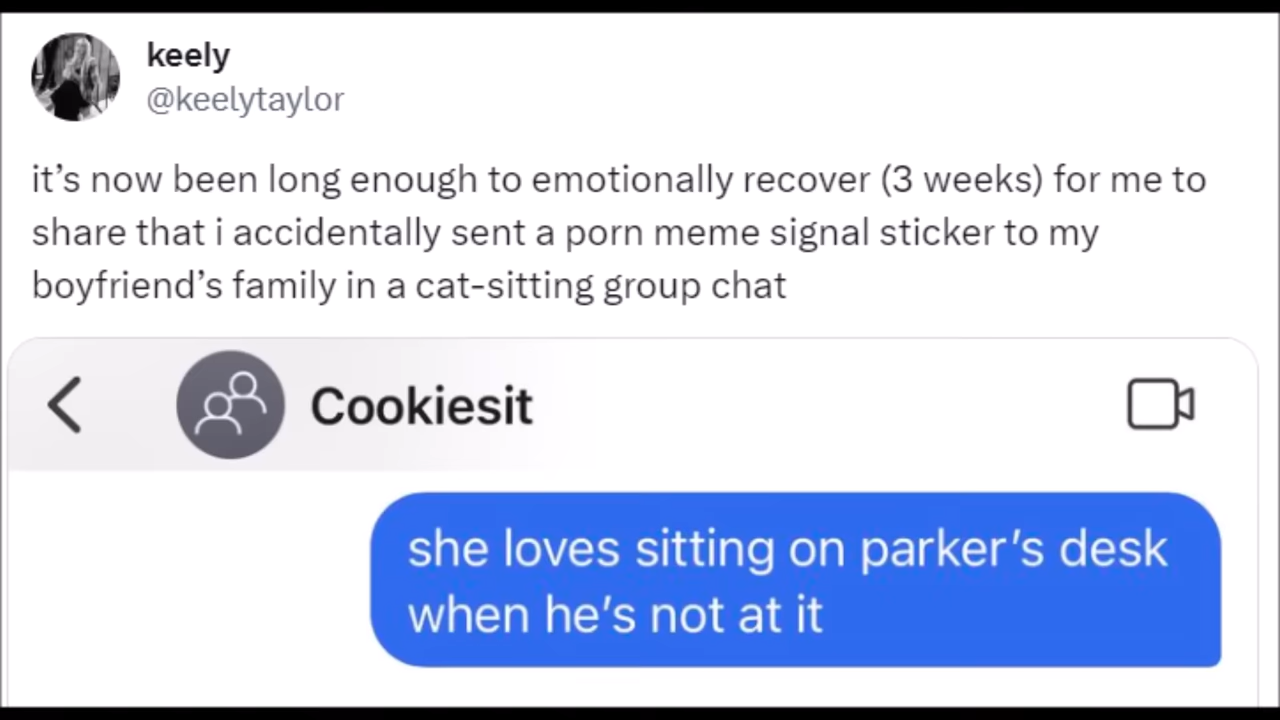 keely
@keelytaylor
it’s now been long enough to emotionally recover (3 weeks) for me to
share that i accidentally sent a porn meme signal sticker to my
boyfriend’s family in a cat-sitting group chat
Cookiesit
she loves sitting on parker’s desk
when he’s not at it